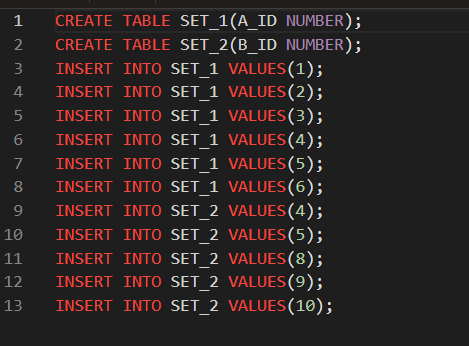 1 CREATE TABLE SET_1(A_ID NUMBER);
2 CREATE TABLE SET_2(B_ID NUMBER);
3 INSERT INTO SET_1 VALUES(1);
4 INSERT INTO SET_1 VALUES(2);
5 INSERT INTO SET_1 VALUES(3);
6 INSERT INTO SET_1 VALUES(4);
7 INSERT INTO SET_1 VALUES(5);
8 INSERT INTO SET_1 VALUES(6);
9 INSERT INTO SET_2 VALUES(4);
10 INSERT INTO SET_2 VALUES(5);
11 INSERT INTO SET_2 VALUES(8);
12 INSERT INTO SET_2 VALUES(9);
13 INSERT INTO SET_2 VALUES(10);